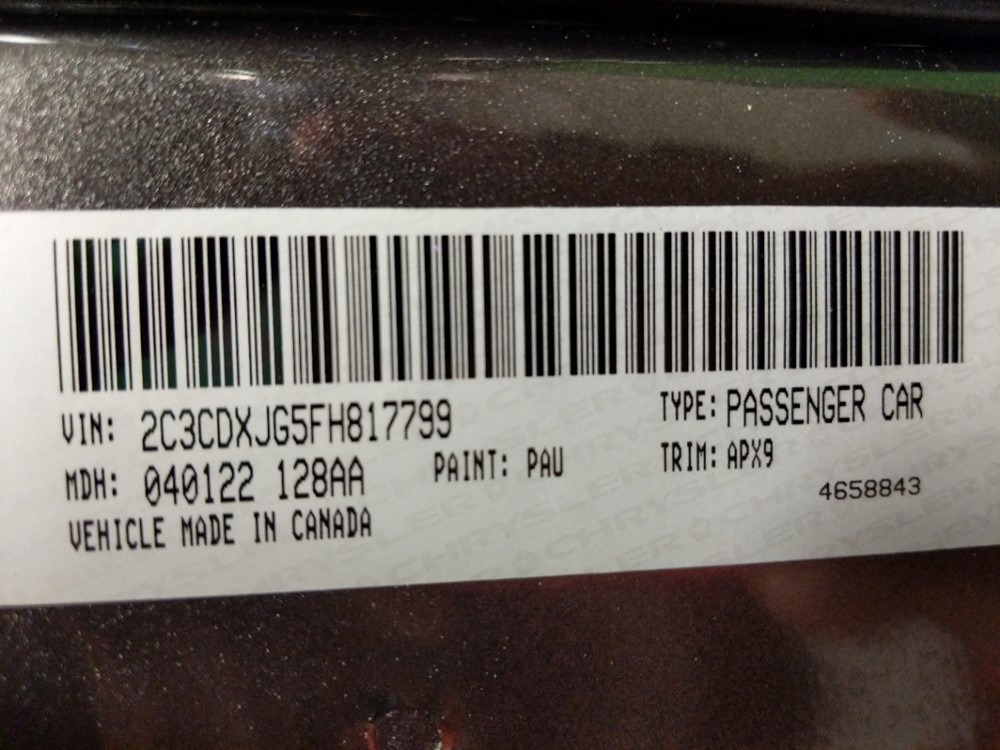 VIN: 2C3CDXJG5FH817799
TYPE: PASSENGER CAR
MDH: 040122 128AA
PAINT: PAU
TRIM: APX9
4658843
VEHICLE MADE IN CANADA